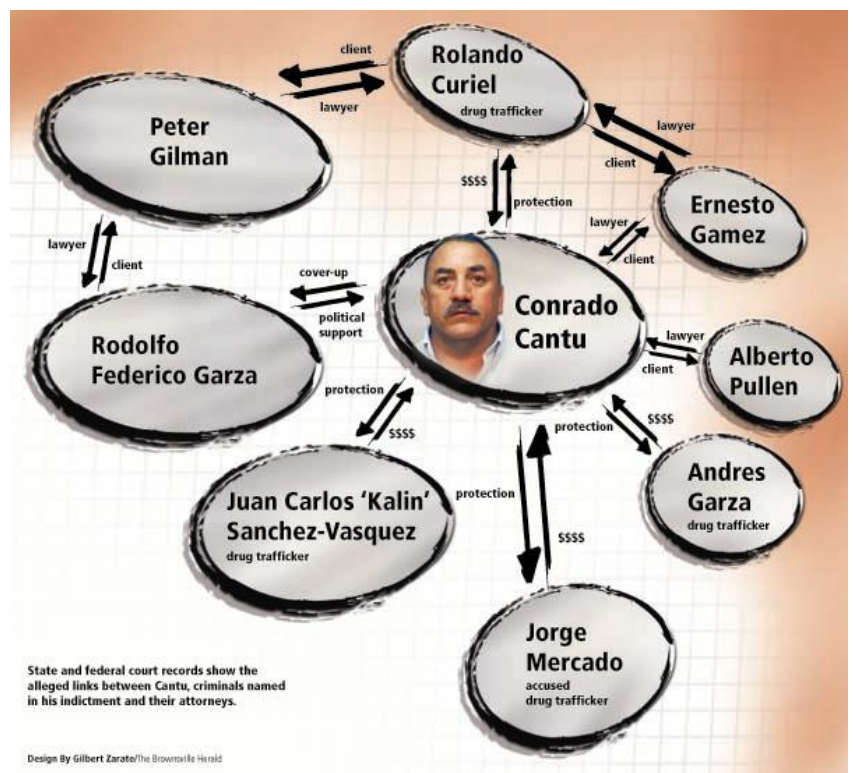 client
lawyer
Rolando
Curiel
drug trafficker
Peter
Gilman
lawyer
client
$$$$
protection
Ernesto
Gamez
lawyer
client
lawyer
client
cover-up
political
support
Conrado
Cantu
Rodolfo
Federico Garza
lawyer
client
Alberto
Pullen
protection
$$$$
protection
$$$$
Andres
Garza
drug trafficker
Juan Carlos 'Kalin'
Sanchez-Vasquez
drug trafficker
protection
$$$$
Jorge
Mercado
accused
drug trafficker
State and federal court records show the
alleged links between Cantu, criminals named
in his indictment and their attorneys.
Design By Gilbert Zarate/The Brownsville Herald